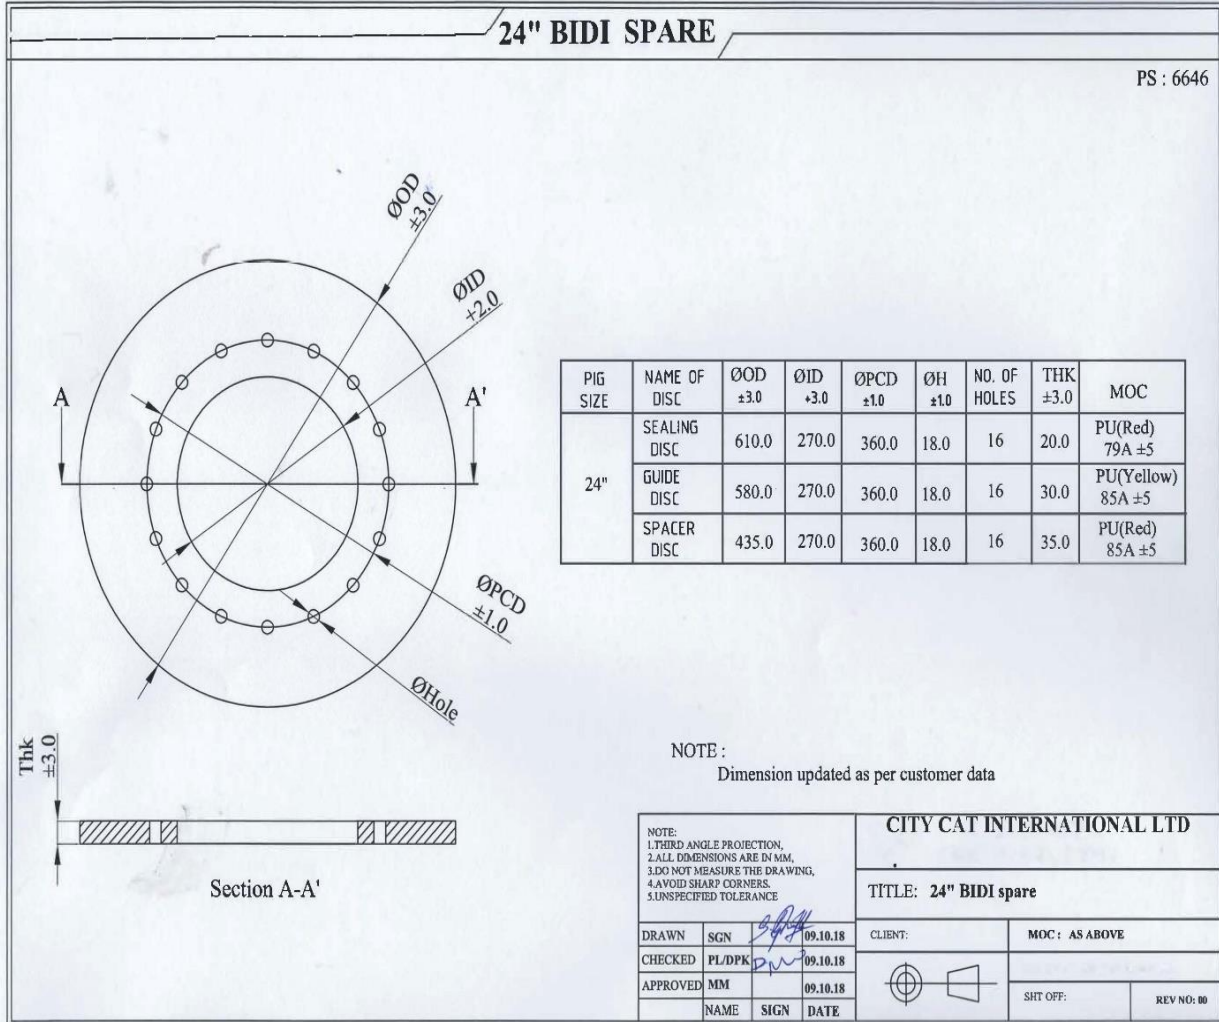 24" BIDI SPARE
PS : 6646
ØOD
±3.0
ØID
+2.0
A
A'
ØPCD
±1.0
ØHole
Thk
±3.0
Section A-A'
PIG SIZE NAME OF DISC ØOD ±3.0 ØID +3.0 ØPCD ±1.0 ØH ±1.0 NO. OF HOLES THK ±3.0 MOC
24"
SEALING DISC 610.0 270.0 360.0 18.0 16 20.0 PU(Red) 79A ±5
GUIDE DISC 580.0 270.0 360.0 18.0 16 30.0 PU(Yellow) 85A ±5
SPACER DISC 435.0 270.0 360.0 18.0 16 35.0 PU(Red) 85A ±5
NOTE :
Dimension updated as per customer data
NOTE:
1.THIRD ANGLE PROJECTION,
2.ALL DIMENSIONS ARE IN MM,
3.DO NOT MEASURE THE DRAWING,
4.AVOID SHARP CORNERS.
5.UNSPECIFIED TOLERANCE
DRAWN SGN 09.10.18
CHECKED PL/DPK 09.10.18
APPROVED MM 09.10.18
NAME SIGN DATE
CITY CAT INTERNATIONAL LTD
TITLE: 24" BIDI spare
CLIENT:
MOC : AS ABOVE
SHT OFF:
REV NO: 00